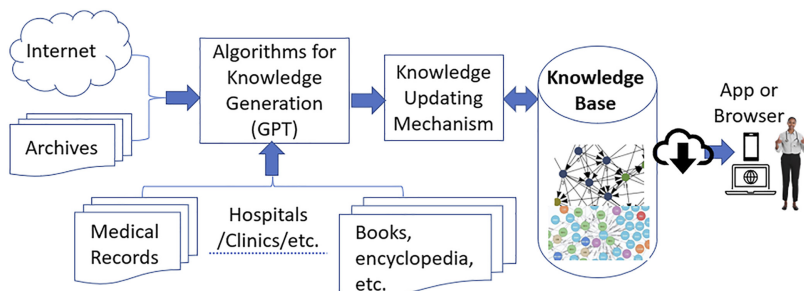 Internet
Archives
Algorithms for
Knowledge
Generation
(GPT)
Knowledge
Updating
Mechanism
Knowledge
Base
App or
Browser
Medical
Records
Hospitals
/Clinics/etc.
Books,
encyclopedia,
etc.